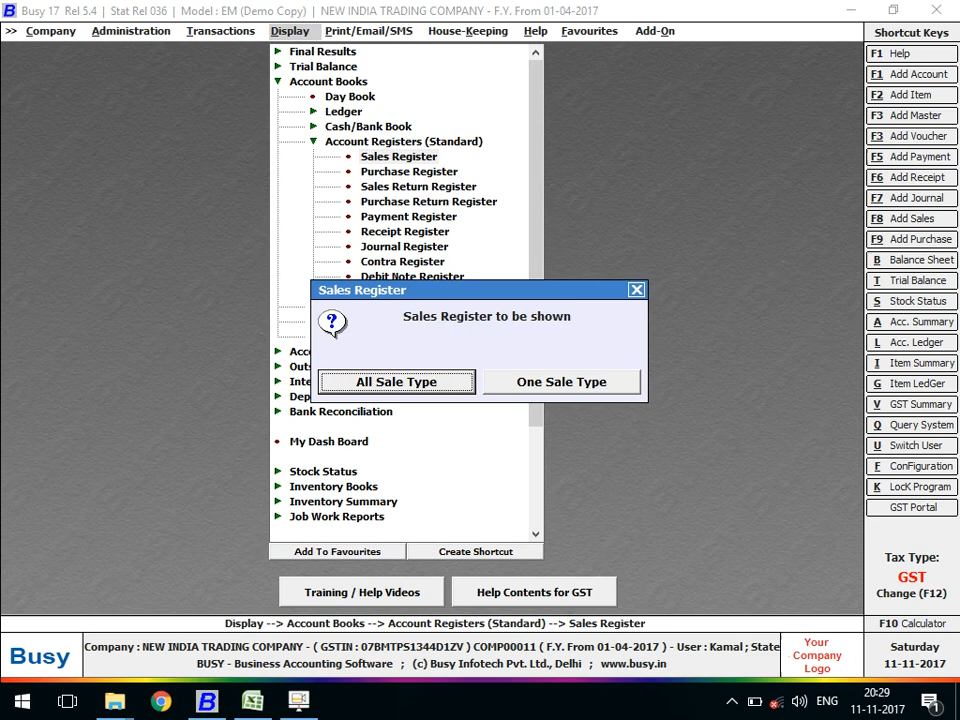 Busy 17 Rel 5.4 | Stat Rel 036 | Model : EM (Demo Copy) | NEW INDIA TRADING COMPANY - F.Y. From 01-04-2017
>> Company Administration Transactions Display Print/Email/SMS House-Keeping Help Favourites Add-On
Final Results
Trial Balance
Account Books
Day Book
Ledger
Cash/Bank Book
Account Registers (Standard)
Sales Register
Purchase Register
Sales Return Register
Purchase Return Register
Payment Register
Receipt Register
Journal Register
Contra Register
Debit Note Register
Sales Register
Sales Register to be shown
All Sale Type One Sale Type
Acc
Out
Inte
Dep
Bank Reconciliation
My Dash Board
Stock Status
Inventory Books
Inventory Summary
Job Work Reports
Add To Favourites Create Shortcut
Training / Help Videos Help Contents for GST
Shortcut Keys
F1 Help
F1 Add Account
F2 Add Item
F3 Add Master
F3 Add Voucher
F5 Add Payment
F6 Add Receipt
F7 Add Journal
F8 Add Sales
F9 Add Purchase
B Balance Sheet
T Trial Balance
S Stock Status
A Acc. Summary
L Acc. Ledger
I Item Summary
G Item LedGer
V GST Summary
Q Query System
U Switch User
F ConFiguration
K LocK Program
GST Portal
Tax Type:
GST
Change (F12)
Display --> Account Books --> Account Registers (Standard) --> Sales Register
F10 Calculator
Busy
Company : NEW INDIA TRADING COMPANY - ( GSTIN : 07BMTPS1344D1ZV ) COMP00011 ( F.Y. From 01-04-2017 ) - User : Kamal ; State
BUSY - Business Accounting Software ; (c) Busy Infotech Pvt. Ltd., Delhi ; www.busy.in
Your
Company
Logo
Saturday
11-11-2017
ENG
20:29
11-11-2017
1